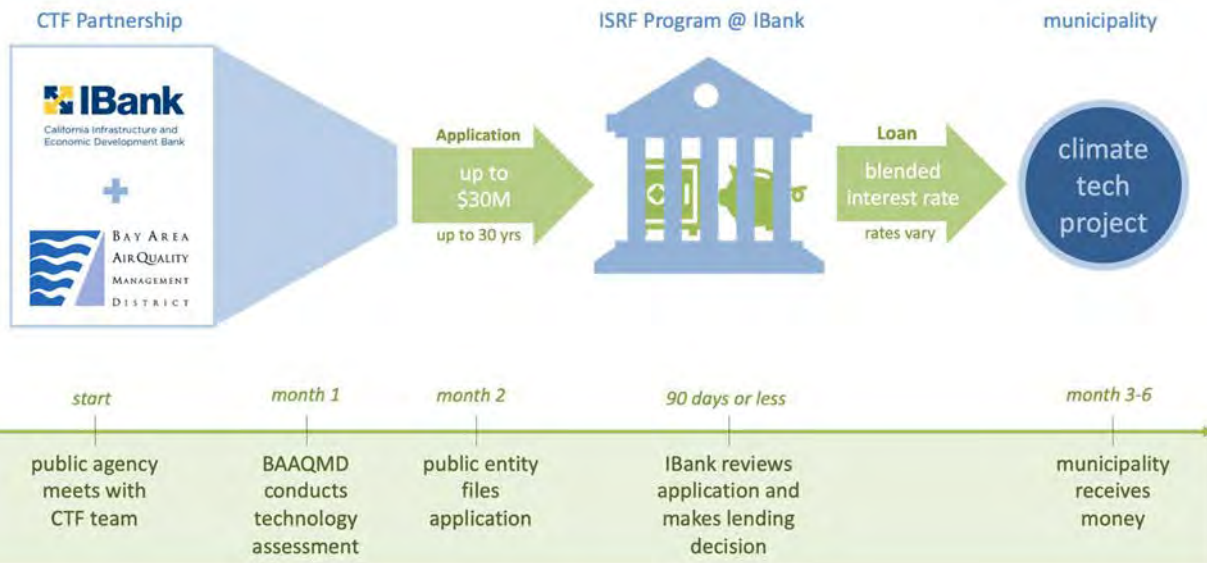 CTF Partnership
ISRF Program @ IBank
municipality
IBank
California Infrastructure and
Economic Development Bank
+
BAY AREA
AIRQUALITY
MANAGEMENT
DISTRICT
Application
up to
$30M
up to 30 yrs
Loan
blended
interest rate
rates vary
climate
tech
project
start
month 1
month 2
90 days or less
month 3-6
public agency
meets with
CTF team
BAAQMD
conducts
technology
assessment
public entity
files
application
IBank reviews
application and
makes lending
decision
municipality
receives
money